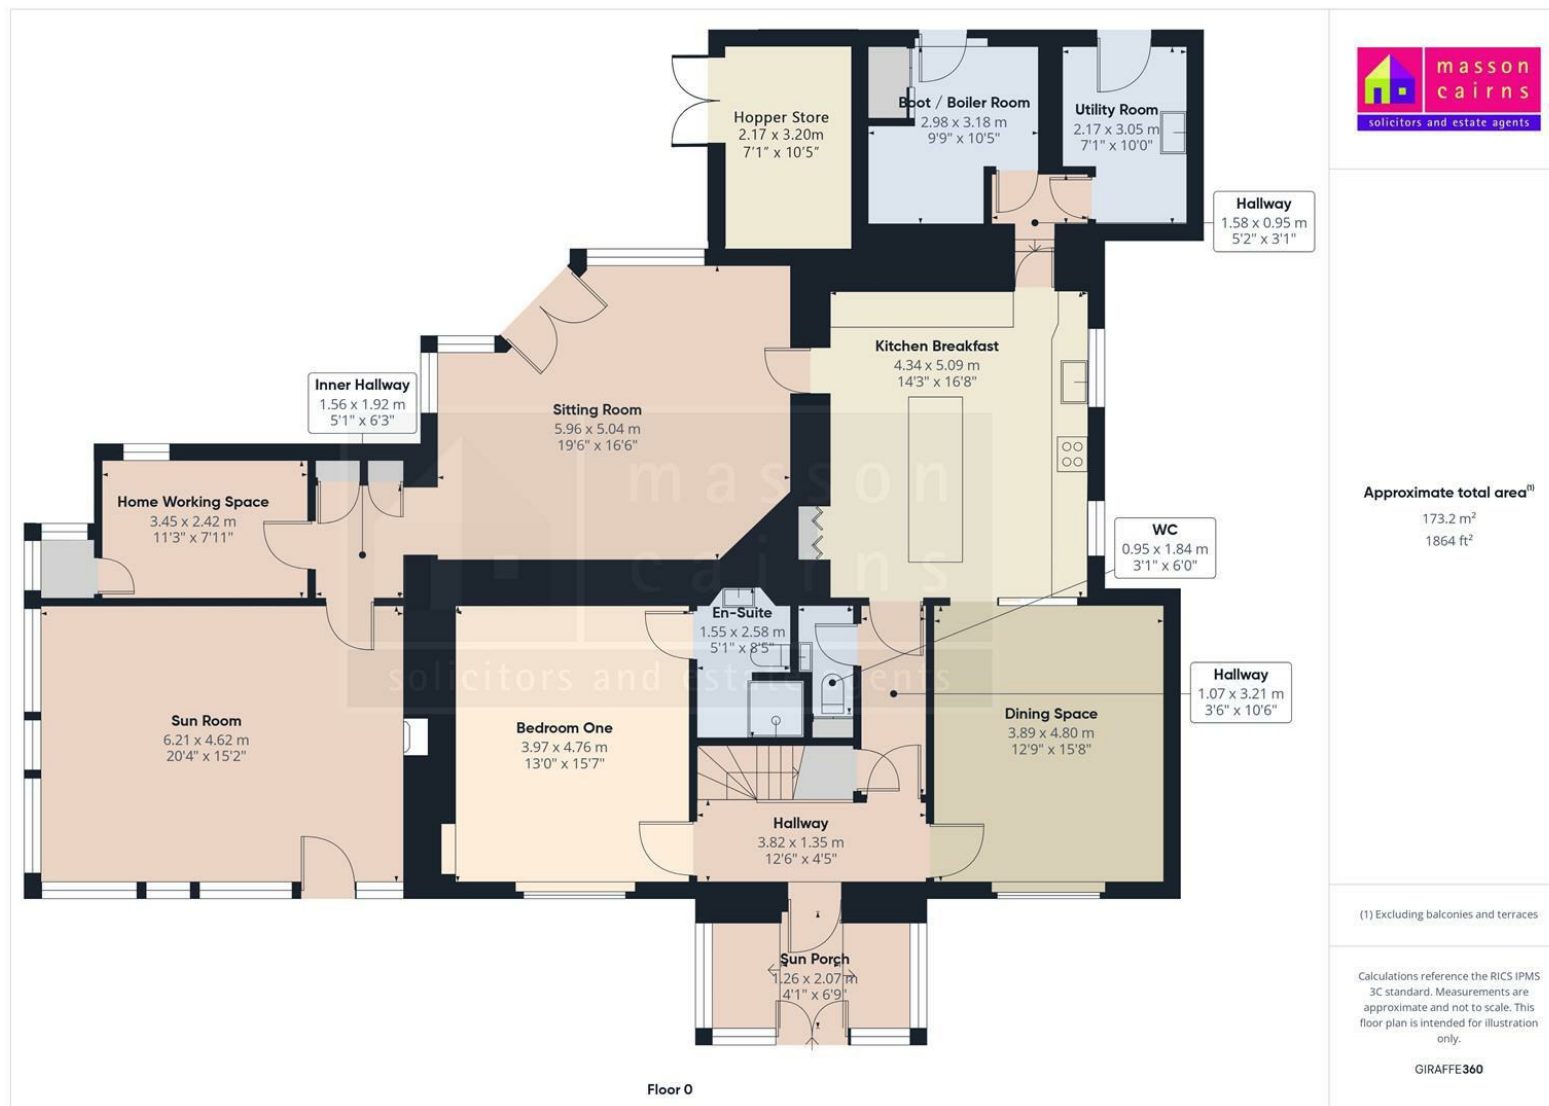 masson
cairns
solicitors and estate agents
Hopper Store
2.17 x 3.20m
7'1" x 10'5"
Boot / Boiler Room
2.98 x 3.18 m
9'9" x 10'5"
Utility Room
2.17 x 3.05 m
7'1" x 10'0"
Hallway
1.58 x 0.95 m
5'2" x 3'1"
Kitchen Breakfast
4.34 x 5.09 m
14'3" x 16'8"
Inner Hallway
1.56 x 1.92 m
5'1" x 6'3"
Sitting Room
5.96 x 5.04 m
19'6" x 16'6"
masson
cairns
solicitors and estate agents
Home Working Space
3.45 x 2.42 m
11'3" x 7'11"
Approximate total area(1)
173.2 m²
1864 ft²
WC
0.95 x 1.84 m
3'1" x 6'0"
En-Suite
1.55 x 2.58 m
5'1" x 8'5"
Hallway
1.07 x 3.21 m
3'6" x 10'6"
Sun Room
6.21 x 4.62 m
20'4" x 15'2"
Bedroom One
3.97 x 4.76 m
13'0" x 15'7"
Dining Space
3.89 x 4.80 m
12'9" x 15'8"
Hallway
3.82 x 1.35 m
12'6" x 4'5"
Sun Porch
1.26 x 2.07 m
4'1" x 6'9"
(1) Excluding balconies and terraces
Calculations reference the RICS IPMS
3C standard. Measurements are
approximate and not to scale. This
floor plan is intended for illustration
only.
GIRAFFE360
Floor 0